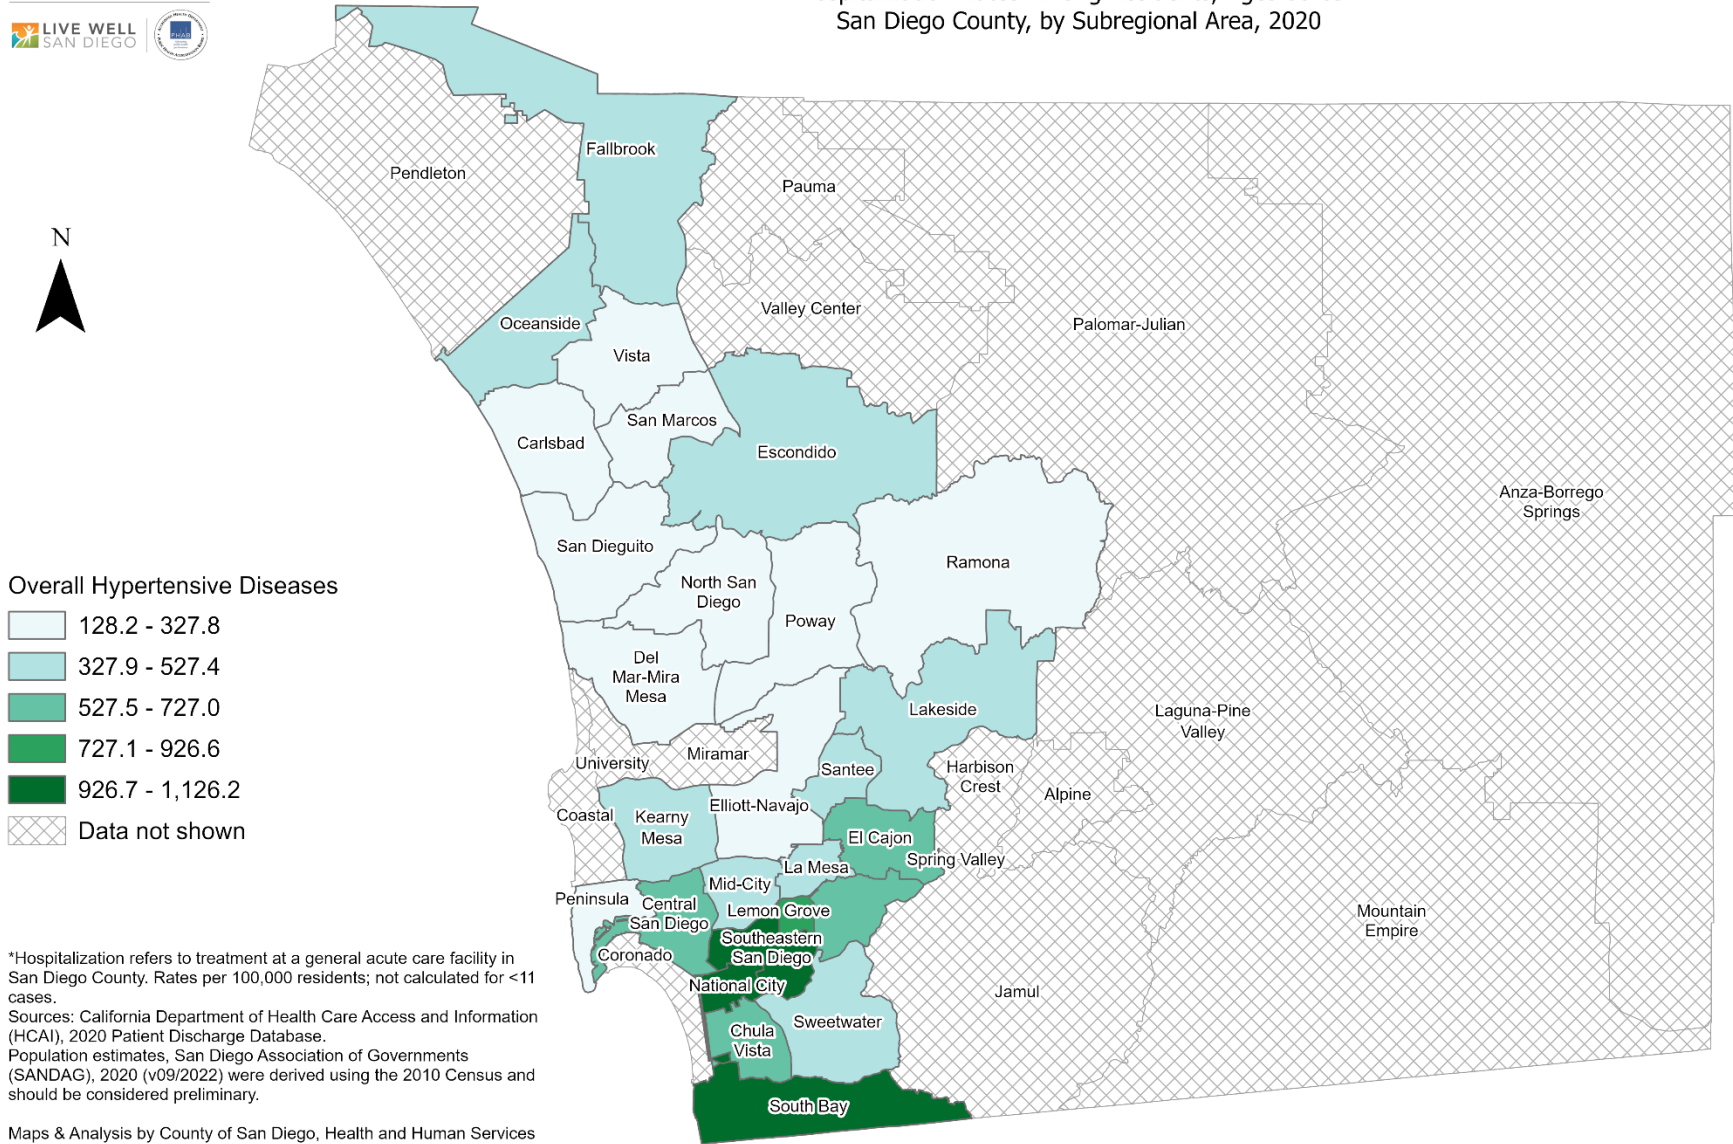 LIVE WELL
SAN DIEGO
PHAB
San Diego County, by Subregional Area, 2020
Fallbrook
Pendleton
Pauma
N
Valley Center
Oceanside
Palomar-Julian
Vista
San Marcos
Carlsbad
Escondido
Anza-Borrego
Springs
San Dieguito
Ramona
North San
Diego
Poway
Del
Mar-Mira
Mesa
Lakeside
Laguna-Pine
Valley
Miramar
University
Santee
Harbison
Crest
Alpine
Elliott-Navajo
Coastal
Kearny
Mesa
El Cajon
Spring Valley
La Mesa
Mid-City
Peninsula
Central
San Diego
Lemon Grove
Mountain
Empire
Southeastern
San Diego
Coronado
National City
Jamul
Sweetwater
Chula
Vista
South Bay
Overall Hypertensive Diseases
128.2 - 327.8
327.9 - 527.4
527.5 - 727.0
727.1 - 926.6
926.7 - 1,126.2
Data not shown
*Hospitalization refers to treatment at a general acute care facility in
San Diego County. Rates per 100,000 residents; not calculated for <11
cases.
Sources: California Department of Health Care Access and Information
(HCAI), 2020 Patient Discharge Database.
Population estimates, San Diego Association of Governments
(SANDAG), 2020 (v09/2022) were derived using the 2010 Census and
should be considered preliminary.
Maps & Analysis by County of San Diego, Health and Human Services